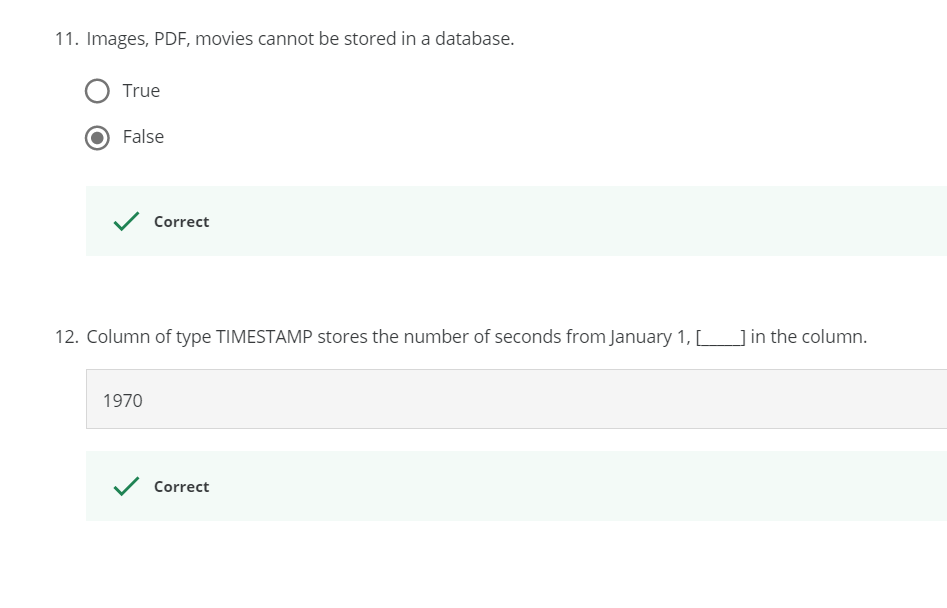 11. Images, PDF, movies cannot be stored in a database.
True
False
Correct
12. Column of type TIMESTAMP stores the number of seconds from January 1, [_____] in the column.
1970
Correct